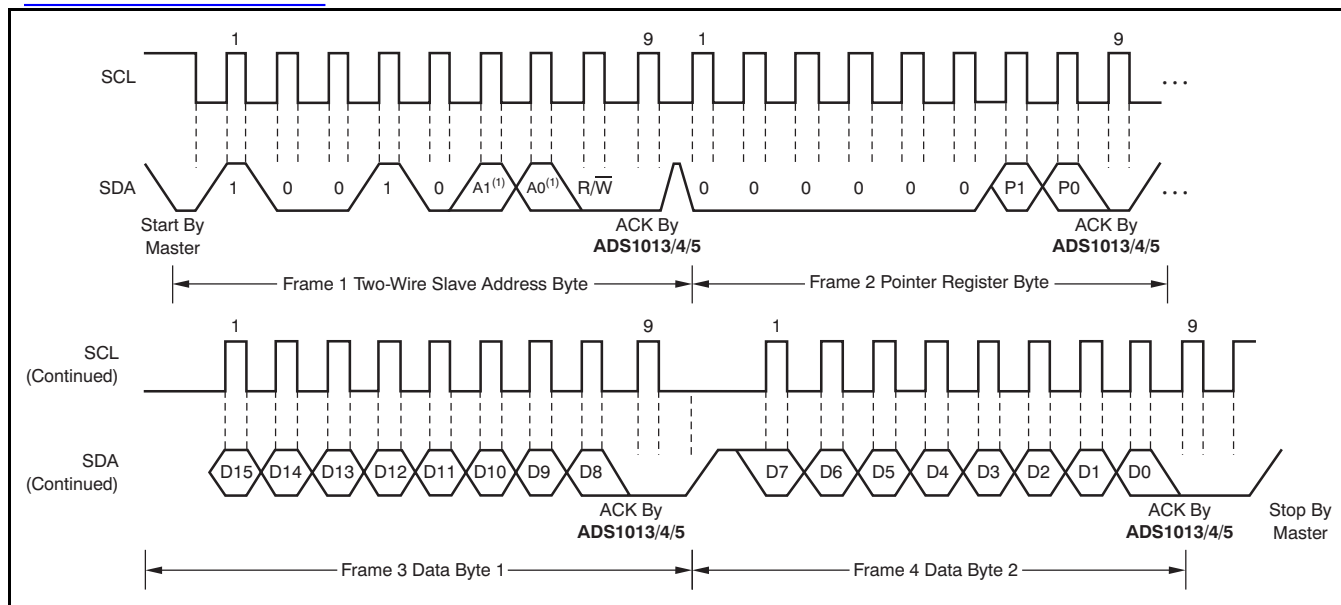 1 9 1 9
SCL ...
SDA 1 0 0 1 0 A1(1) A0(1) R/W̅ 0 0 0 0 0 0 P1 P0 ...
Start By Master
ACK By ADS1013/4/5
ACK By ADS1013/4/5
Frame 1 Two-Wire Slave Address Byte
Frame 2 Pointer Register Byte
1 9 1 9
SCL (Continued)
SDA (Continued) D15 D14 D13 D12 D11 D10 D9 D8 D7 D6 D5 D4 D3 D2 D1 D0
ACK By ADS1013/4/5
ACK By ADS1013/4/5
Stop By Master
Frame 3 Data Byte 1
Frame 4 Data Byte 2